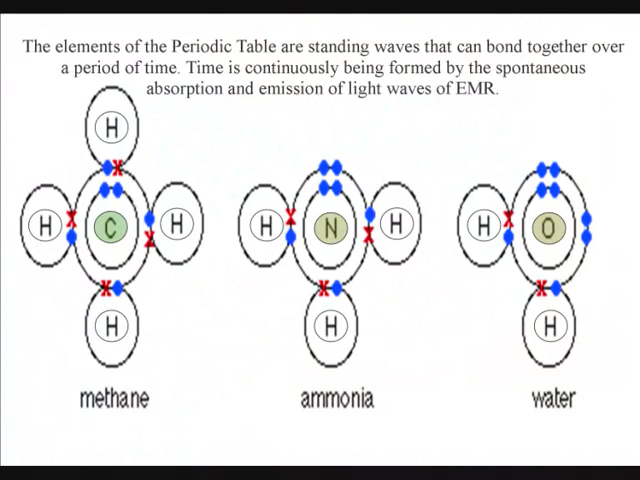 The elements of the Periodic Table are standing waves that can bond together over
a period of time. Time is continuously being formed by the spontaneous
absorption and emission of light waves of EMR.
H
H C H
H
methane
H N H
H
ammonia
H O
H
water